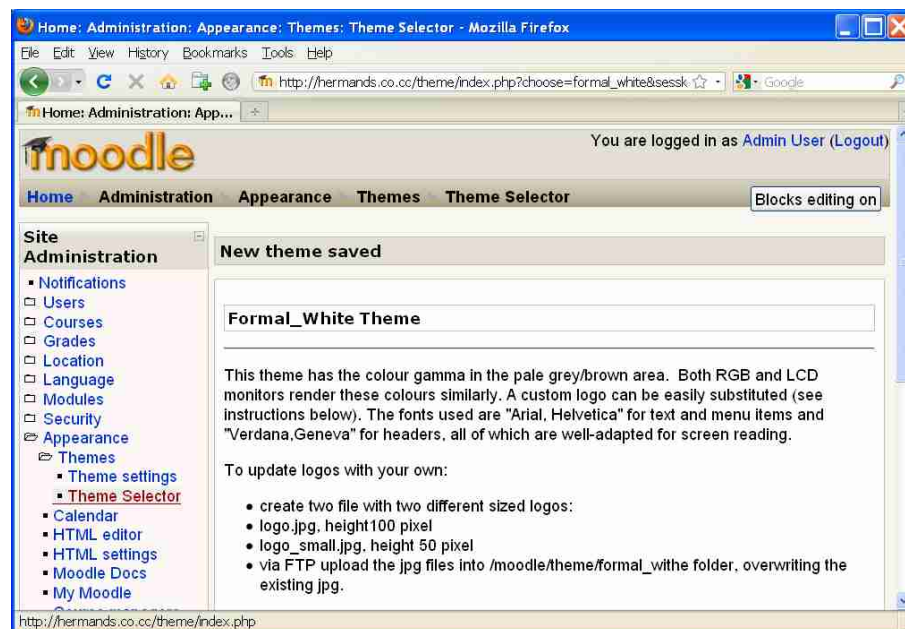 Home: Administration: Appearance: Themes: Theme Selector - Mozilla Firefox
File Edit View History Bookmarks Tools Help
http://hermands.co.cc/theme/index.php?choose=formal_white&sessk
Google
Home: Administration: App...
moodle
You are logged in as Admin User (Logout)
Home Administration Appearance Themes Theme Selector
Blocks editing on
Site
Administration
Notifications
Users
Courses
Grades
Location
Language
Modules
Security
Appearance
Themes
Theme settings
Theme Selector
Calendar
HTML editor
HTML settings
Moodle Docs
My Moodle
New theme saved
Formal_White Theme
This theme has the colour gamma in the pale grey/brown area. Both RGB and LCD
monitors render these colours similarly. A custom logo can be easily substituted (see
instructions below). The fonts used are "Arial, Helvetica" for text and menu items and
"Verdana,Geneva" for headers, all of which are well-adapted for screen reading.
To update logos with your own:
create two file with two different sized logos:
logo.jpg, height100 pixel
logo_small.jpg, height 50 pixel
via FTP upload the jpg files into /moodle/theme/formal_withe folder, overwriting the
existing jpg.
http://hermands.co.cc/theme/index.php